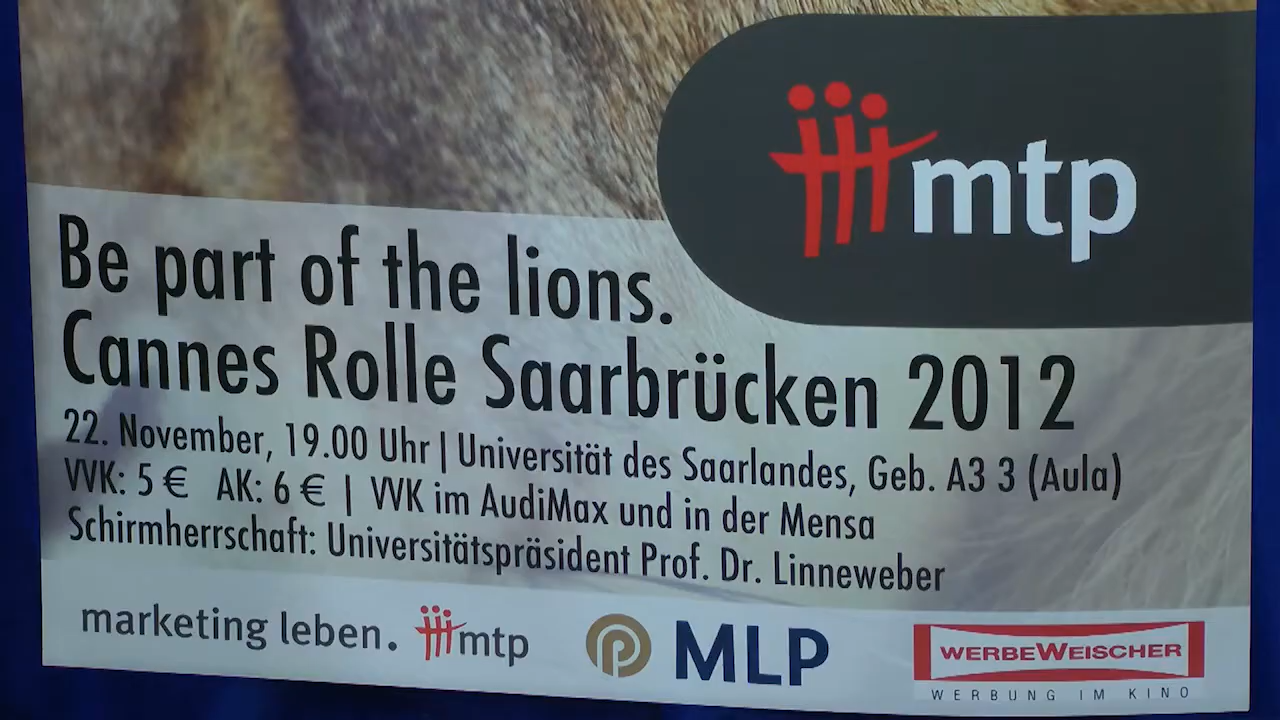 mtp
Be part of the lions.
Cannes Rolle Saarbrücken 2012
22. November, 19.00 Uhr | Universität des Saarlandes, Geb. A3 3 (Aula)
VVK: 5 € AK: 6 € | VVK im AudiMax und in der Mensa
Schirmherrschaft: Universitätspräsident Prof. Dr. Linneweber
marketing leben. mtp
MLP
WERBEWEISCHER
WERBUNG IM KINO